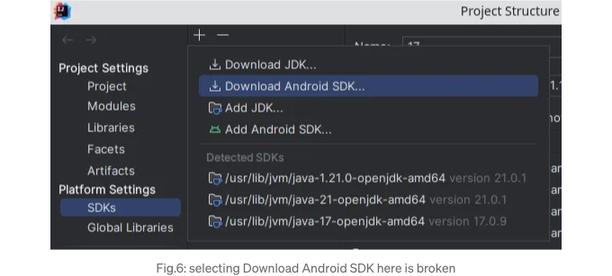 Project Structure
Name: 17
Project Settings
Project
Modules
Libraries
Facets
Artifacts
Platform Settings
SDKs
Global Libraries
Download JDK...
Download Android SDK...
Add JDK...
Add Android SDK...
Detected SDKs
/usr/lib/jvm/java-1.21.0-openjdk-amd64 version 21.0.1
/usr/lib/jvm/java-21-openjdk-amd64 version 21.0.1
/usr/lib/jvm/java-17-openjdk-amd64 version 17.0.9
Fig.6: selecting Download Android SDK here is broken